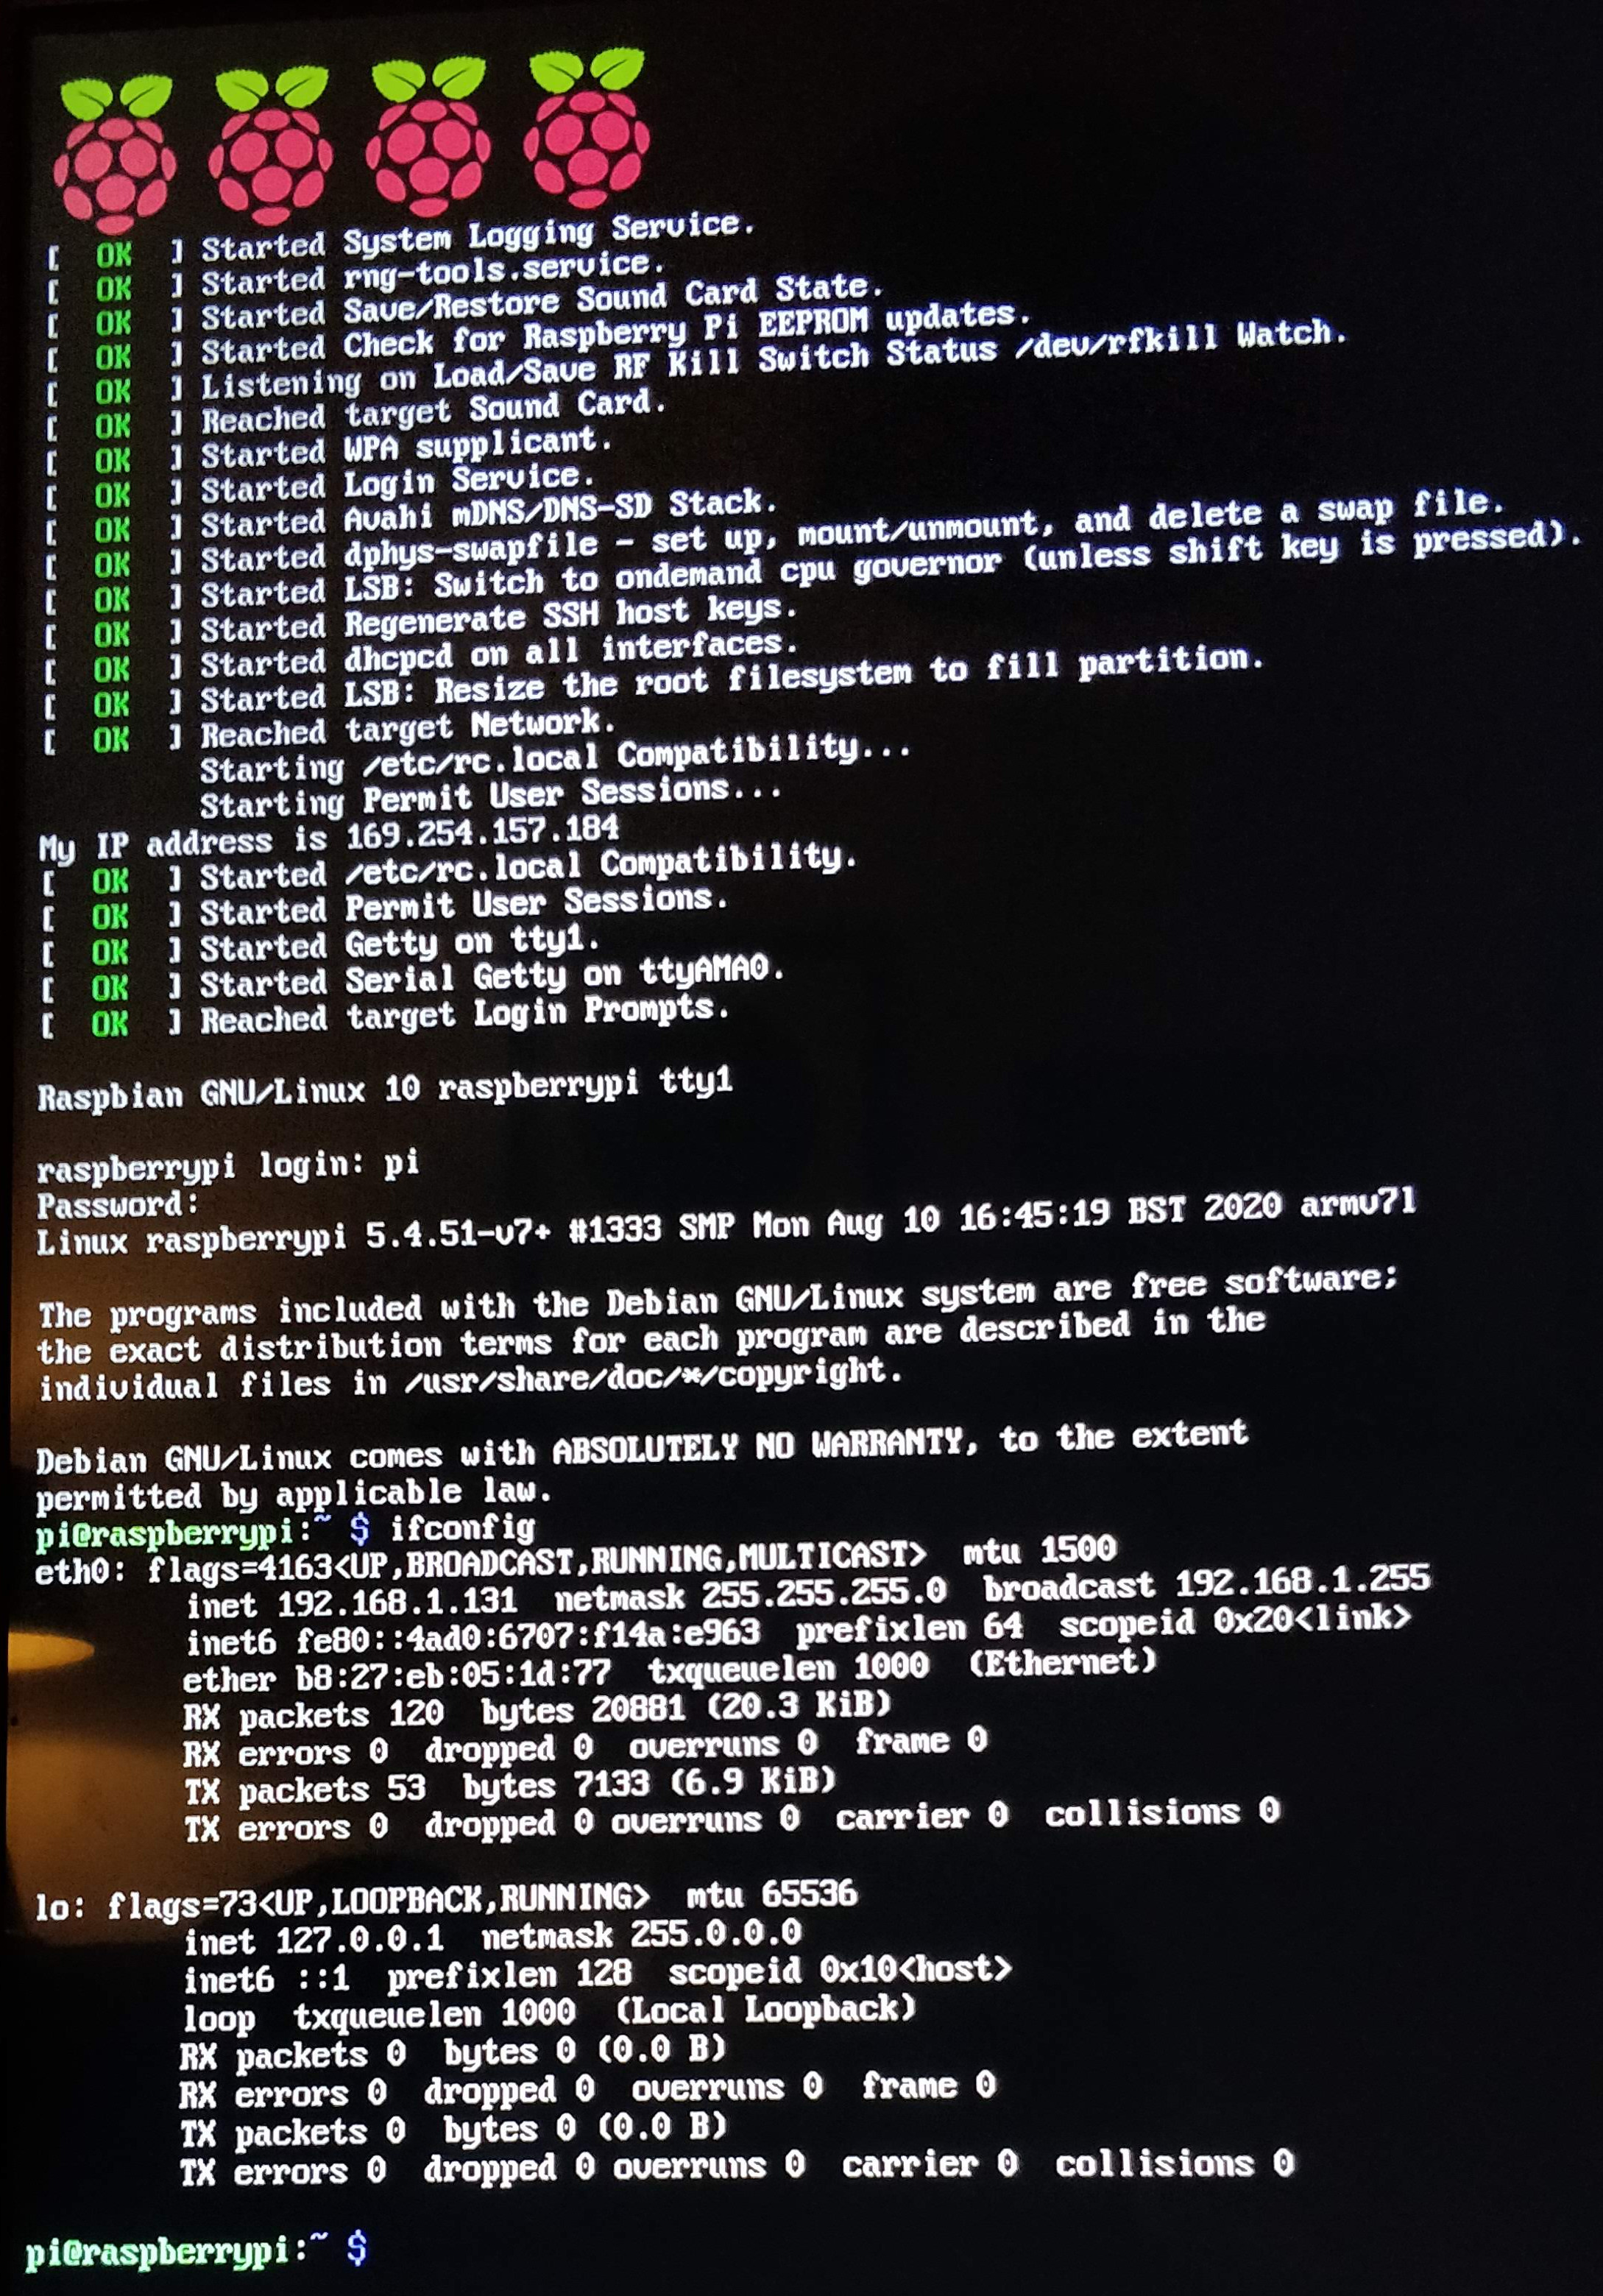 [  OK  ] Started System Logging Service.
[  OK  ] Started rng-tools.service.
[  OK  ] Started Save/Restore Sound Card State.
[  OK  ] Started Check for Raspberry Pi EEPROM updates.
[  OK  ] Listening on Load/Save RF Kill Switch Status /dev/rfkill Watch.
[  OK  ] Reached target Sound Card.
[  OK  ] Started WPA supplicant.
[  OK  ] Started Login Service.
[  OK  ] Started Avahi mDNS/DNS-SD Stack.
[  OK  ] Started dphys-swapfile - set up, mount/unmount, and delete a swap file.
[  OK  ] Started LSB: Switch to ondemand cpu governor (unless shift key is pressed).
[  OK  ] Started Regenerate SSH host keys.
[  OK  ] Started dhcpcd on all interfaces.
[  OK  ] Started LSB: Resize the root filesystem to fill partition.
[  OK  ] Reached target Network.
         Starting /etc/rc.local Compatibility...
         Starting Permit User Sessions...
My IP address is 169.254.157.184
[  OK  ] Started /etc/rc.local Compatibility.
[  OK  ] Started Permit User Sessions.
[  OK  ] Started Getty on tty1.
[  OK  ] Started Serial Getty on ttyAMA0.
[  OK  ] Reached target Login Prompts.
Raspbian GNU/Linux 10 raspberrypi tty1
raspberrypi login: pi
Password:
Linux raspberrypi 5.4.51-v7+ #1333 SMP Mon Aug 10 16:45:19 BST 2020 armv7l
The programs included with the Debian GNU/Linux system are free software;
the exact distribution terms for each program are described in the
individual files in /usr/share/doc/*/copyright.
Debian GNU/Linux comes with ABSOLUTELY NO WARRANTY, to the extent
permitted by applicable law.
pi@raspberrypi:~ $ ifconfig
eth0: flags=4163<UP,BROADCAST,RUNNING,MULTICAST>  mtu 1500
        inet 192.168.1.131  netmask 255.255.255.0  broadcast 192.168.1.255
        inet6 fe80::4ad0:6707:f14a:e963  prefixlen 64  scopeid 0x20<link>
        ether b8:27:eb:05:1d:77  txqueuelen 1000  (Ethernet)
        RX packets 120  bytes 20881 (20.3 KiB)
        RX errors 0  dropped 0  overruns 0  frame 0
        TX packets 53  bytes 7133 (6.9 KiB)
        TX errors 0  dropped 0 overruns 0  carrier 0  collisions 0
lo: flags=73<UP,LOOPBACK,RUNNING>  mtu 65536
        inet 127.0.0.1  netmask 255.0.0.0
        inet6 ::1  prefixlen 128  scopeid 0x10<host>
        loop  txqueuelen 1000  (Local Loopback)
        RX packets 0  bytes 0 (0.0 B)
        RX errors 0  dropped 0  overruns 0  frame 0
        TX packets 0  bytes 0 (0.0 B)
        TX errors 0  dropped 0 overruns 0  carrier 0  collisions 0
pi@raspberrypi:~ $